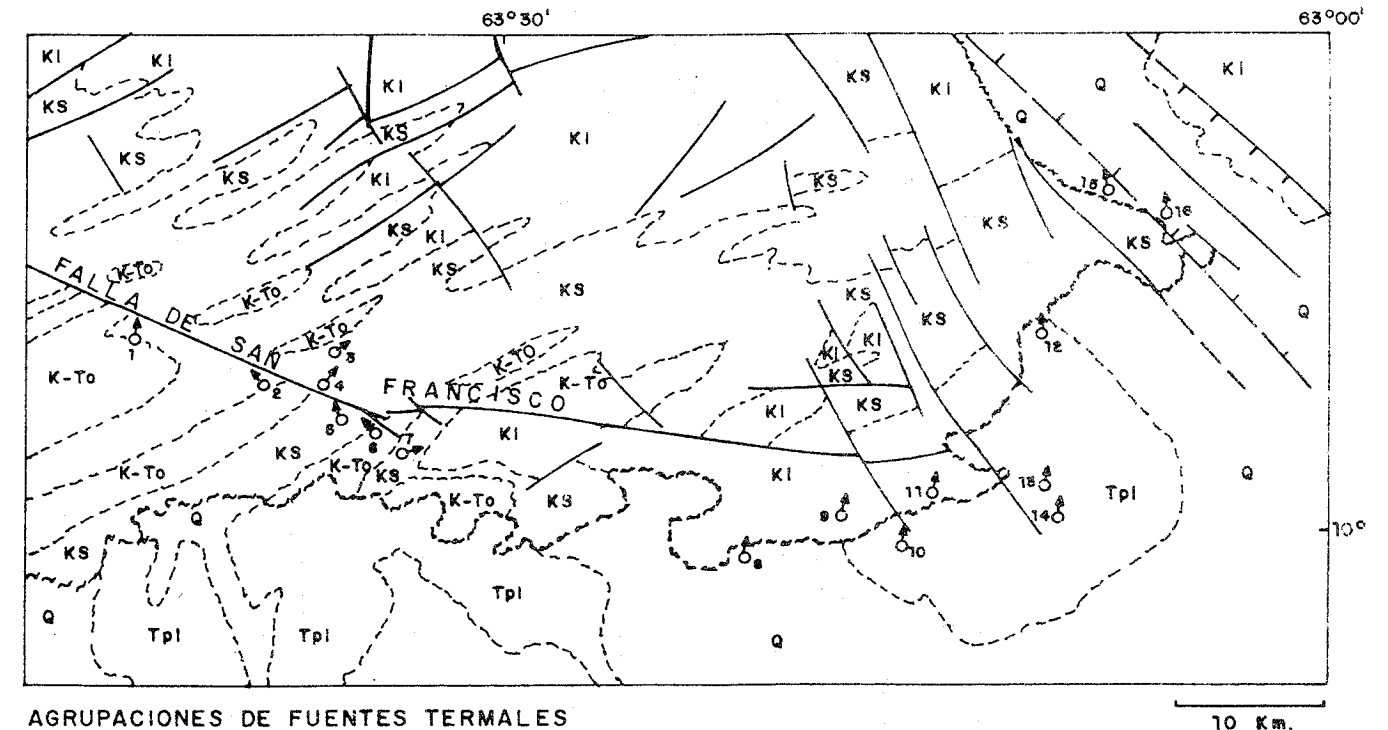 63°30'
63°00'
KI
KI
KS
KS
KS
KI
KS
KI
KI
KS
KI
Q
Q
KI
KS
15
16
KS
KI
KS
KS
KS
KS
K-To
K-To
K-To
KS
KS
Q
FALLA DE SAN FRANCISCO
1
2
3
4
5
6
7
K-To
K-To
K-To
KI
KI
KS
KI
KS
12
KI
KS
K-To
K-To
KS
K-To
KS
KI
9
11
13
14
Tpl
Q
10°
Q
KS
8
10
Q
Tpl
Tpl
Tpl
Q
AGRUPACIONES DE FUENTES TERMALES
10 Km.